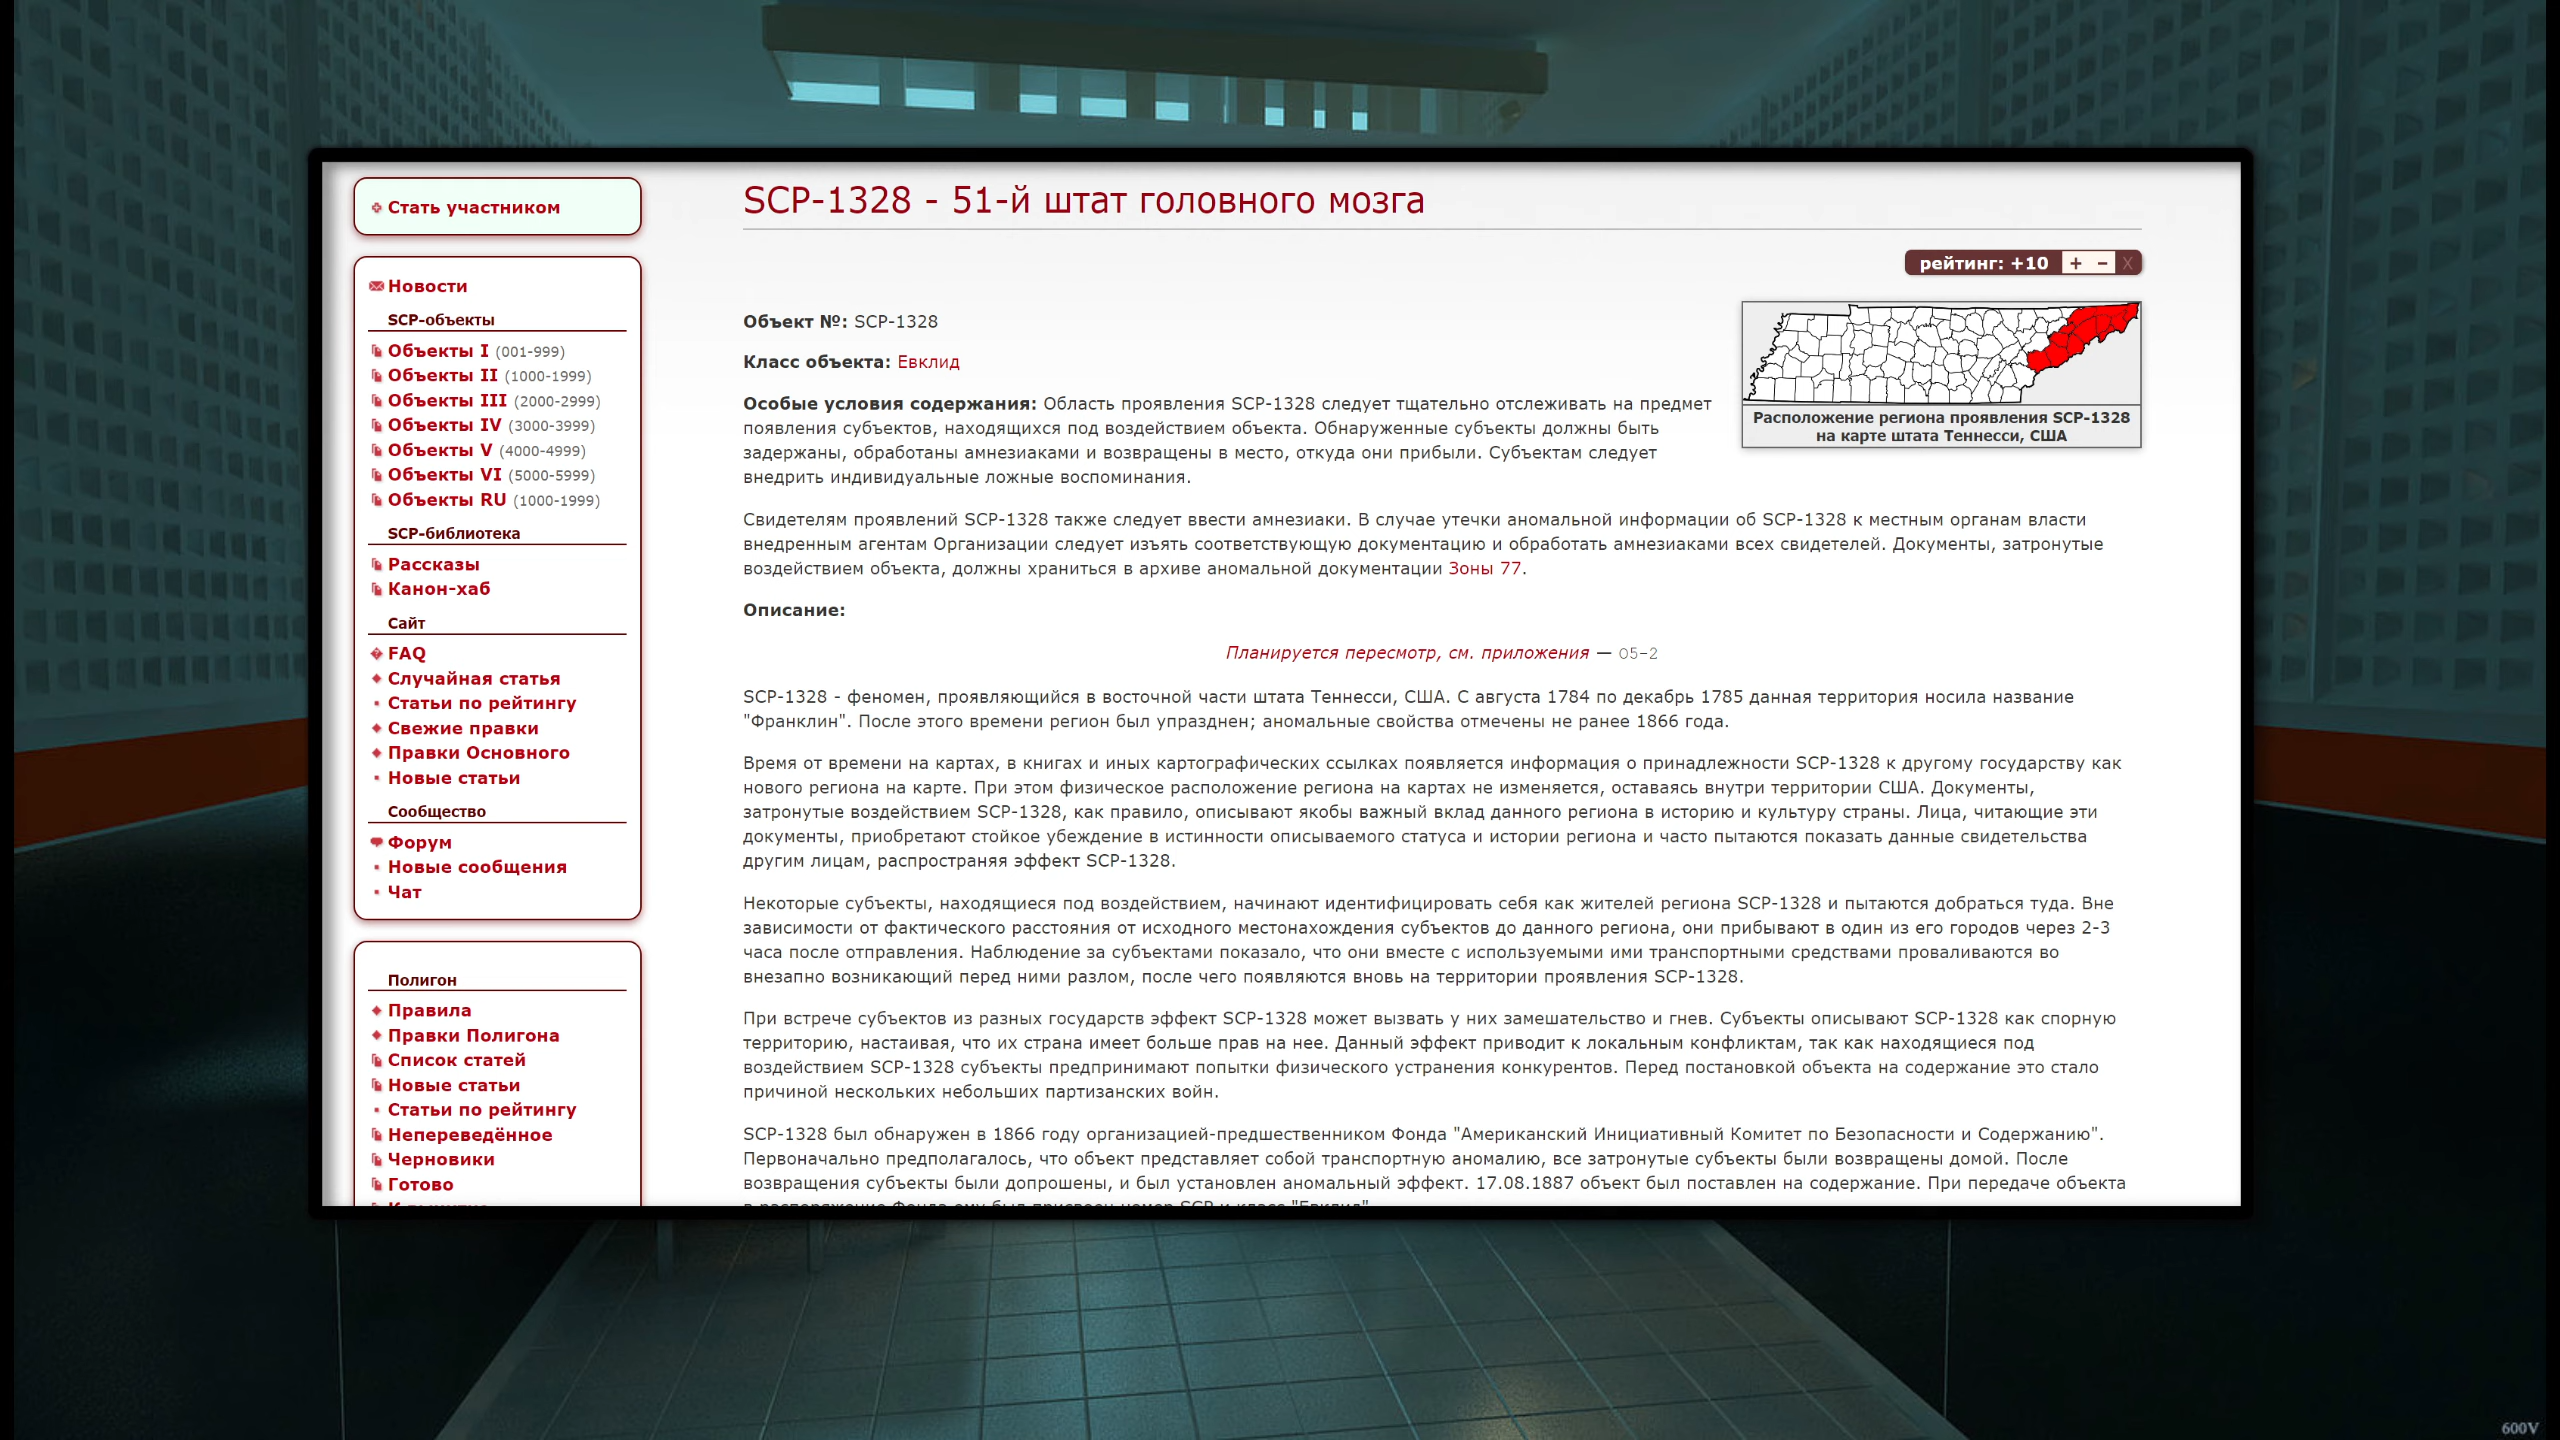 Стать участником
Новости
SCP-объекты
Объекты I (001-999)
Объекты II (1000-1999)
Объекты III (2000-2999)
Объекты IV (3000-3999)
Объекты V (4000-4999)
Объекты VI (5000-5999)
Объекты RU (1000-1999)
SCP-библиотека
Рассказы
Канон-хаб
Сайт
FAQ
Случайная статья
Статьи по рейтингу
Свежие правки
Правки Основного
Новые статьи
Сообщество
Форум
Новые сообщения
Чат
Полигон
Правила
Правки Полигона
Список статей
Новые статьи
Статьи по рейтингу
Непереведённое
Черновики
Готово
SCP-1328 - 51-й штат головного мозга
рейтинг: +10 + − X
Объект №: SCP-1328
Класс объекта: Евклид
Расположение региона проявления SCP-1328
на карте штата Теннесси, США
Особые условия содержания: Область проявления SCP-1328 следует тщательно отслеживать на предмет
появления субъектов, находящихся под воздействием объекта. Обнаруженные субъекты должны быть
задержаны, обработаны амнезиаками и возвращены в место, откуда они прибыли. Субъектам следует
внедрить индивидуальные ложные воспоминания.
Свидетелям проявлений SCP-1328 также следует ввести амнезиаки. В случае утечки аномальной информации об SCP-1328 к местным органам власти
внедренным агентам Организации следует изъять соответствующую документацию и обработать амнезиаками всех свидетелей. Документы, затронутые
воздействием объекта, должны храниться в архиве аномальной документации Зоны 77.
Описание:
Планируется пересмотр, см. приложения — O5-2
SCP-1328 - феномен, проявляющийся в восточной части штата Теннесси, США. С августа 1784 по декабрь 1785 данная территория носила название
"Франклин". После этого времени регион был упразднен; аномальные свойства отмечены не ранее 1866 года.
Время от времени на картах, в книгах и иных картографических ссылках появляется информация о принадлежности SCP-1328 к другому государству как
нового региона на карте. При этом физическое расположение региона на картах не изменяется, оставаясь внутри территории США. Документы,
затронутые воздействием SCP-1328, как правило, описывают якобы важный вклад данного региона в историю и культуру страны. Лица, читающие эти
документы, приобретают стойкое убеждение в истинности описываемого статуса и истории региона и часто пытаются показать данные свидетельства
другим лицам, распространяя эффект SCP-1328.
Некоторые субъекты, находящиеся под воздействием, начинают идентифицировать себя как жителей региона SCP-1328 и пытаются добраться туда. Вне
зависимости от фактического расстояния от исходного местонахождения субъектов до данного региона, они прибывают в один из его городов через 2-3
часа после отправления. Наблюдение за субъектами показало, что они вместе с используемыми ими транспортными средствами проваливаются во
внезапно возникающий перед ними разлом, после чего появляются вновь на территории проявления SCP-1328.
При встрече субъектов из разных государств эффект SCP-1328 может вызвать у них замешательство и гнев. Субъекты описывают SCP-1328 как спорную
территорию, настаивая, что их страна имеет больше прав на нее. Данный эффект приводит к локальным конфликтам, так как находящиеся под
воздействием SCP-1328 субъекты предпринимают попытки физического устранения конкурентов. Перед постановкой объекта на содержание это стало
причиной нескольких небольших партизанских войн.
SCP-1328 был обнаружен в 1866 году организацией-предшественником Фонда "Американский Инициативный Комитет по Безопасности и Содержанию".
Первоначально предполагалось, что объект представляет собой транспортную аномалию, все затронутые субъекты были возвращены домой. После
возвращения субъекты были допрошены, и был установлен аномальный эффект. 17.08.1887 объект был поставлен на содержание. При передаче объекта
в распоряжение Фонда ему был присвоен номер SCP и класс "Евклид".
600V